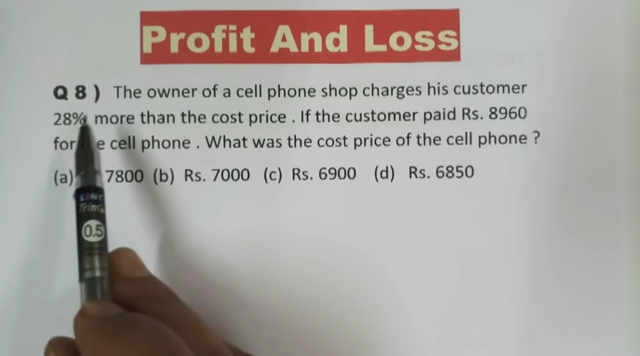 Profit And Loss
Q 8 ) The owner of a cell phone shop charges his customer
28% more than the cost price . If the customer paid Rs. 8960
for e cell phone . What was the cost price of the cell phone ?
(a) 7800 (b) Rs. 7000 (c) Rs. 6900 (d) Rs. 6850
0.5